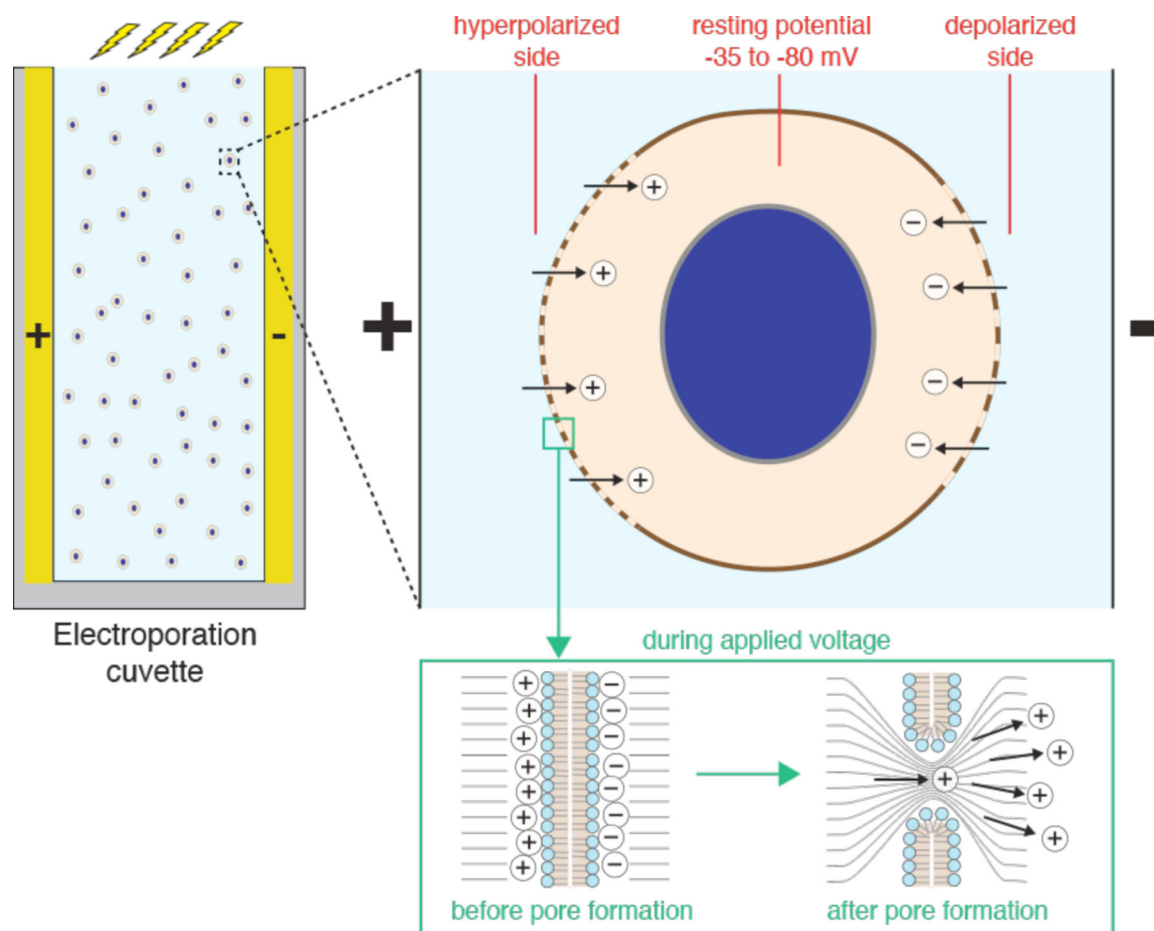 hyperpolarized
side
resting potential
-35 to -80 mV
depolarized
side
+
-
+
-
+
+
+
+
−
−
−
−
Electroporation
cuvette
during applied voltage
+ −
+ −
+ −
+ −
+ −
+ −
+ −
+ −
+
+
+
+
+
before pore formation
after pore formation